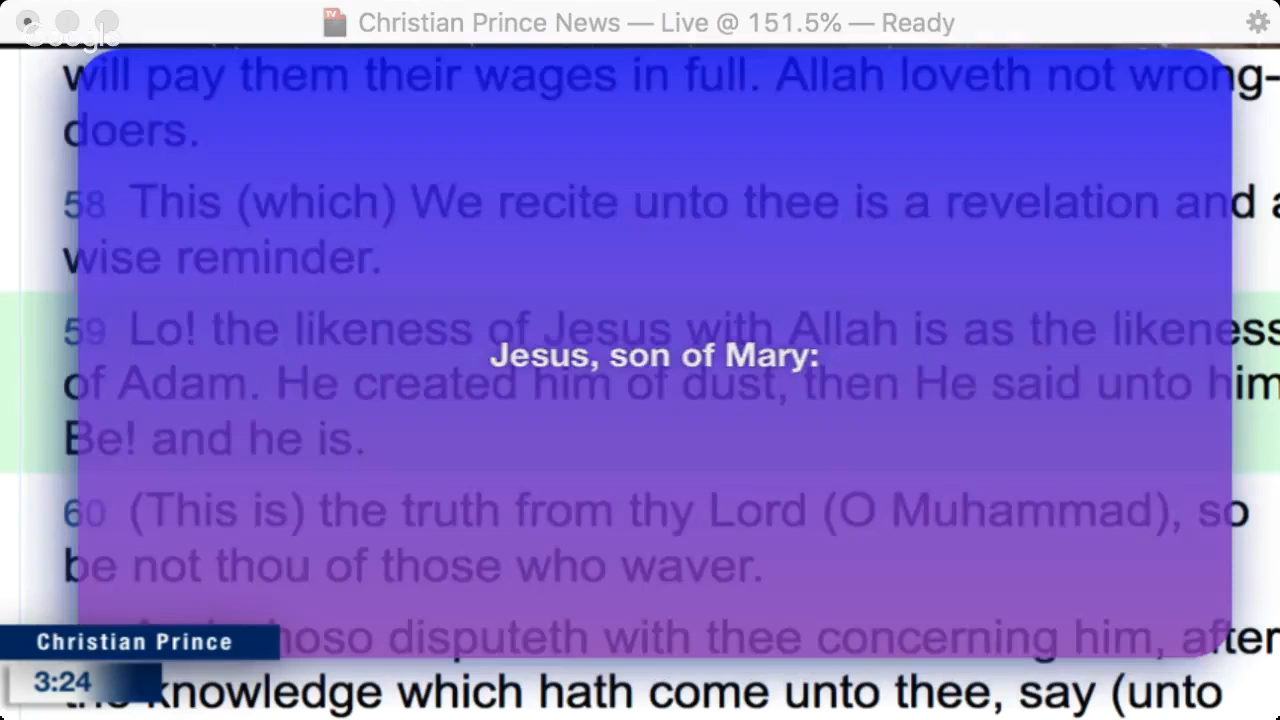 Christian Prince News — Live @ 151.5% — Ready
Google
will pay them their wages in full. Allah loveth not wrong-
doers.
58 This (which) We recite unto thee is a revelation and a
wise reminder.
59 Lo! the likeness of Jesus with Allah is as the likeness
Jesus, son of Mary:
of Adam. He created him of dust, then He said unto him
Be! and he is.
60 (This is) the truth from thy Lord (O Muhammad), so
be not thou of those who waver.
disputeth with thee concerning him, after
Christian Prince
3:24
knowledge which hath come unto thee, say (unto